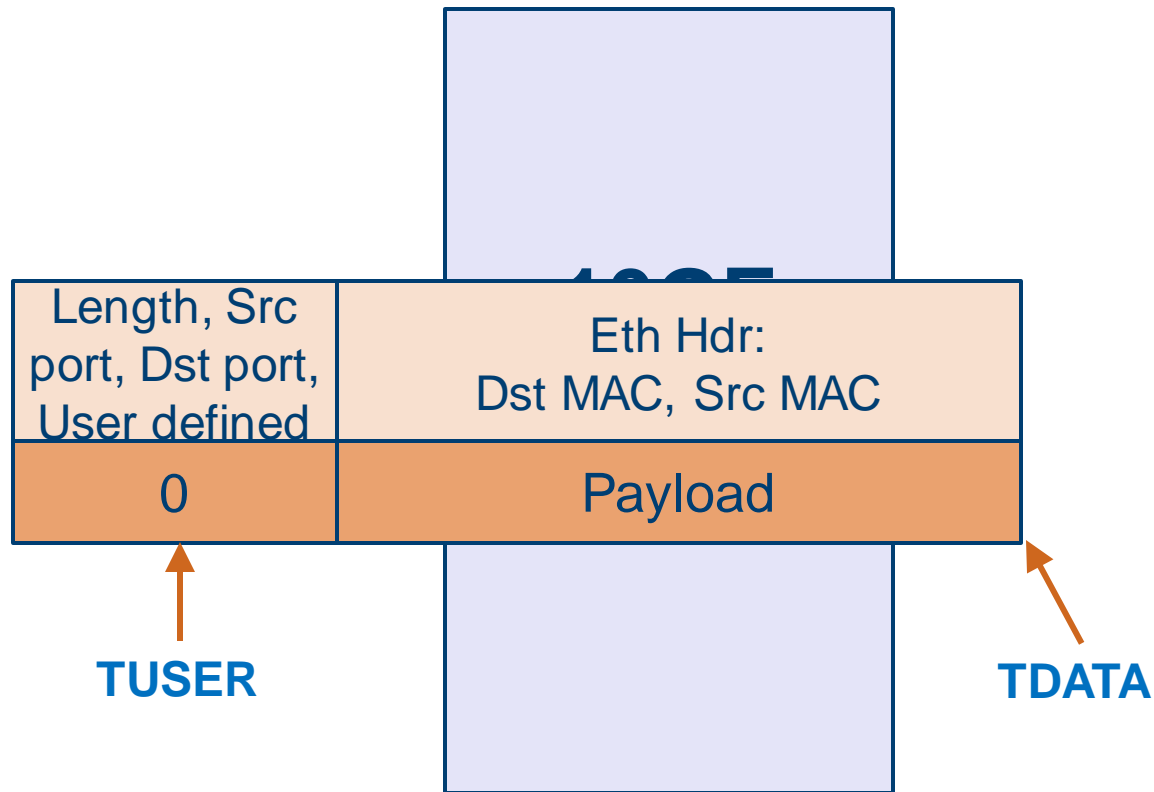 Length, Src
port, Dst port,
User defined
Eth Hdr:
Dst MAC, Src MAC
0
Payload
TUSER
TDATA